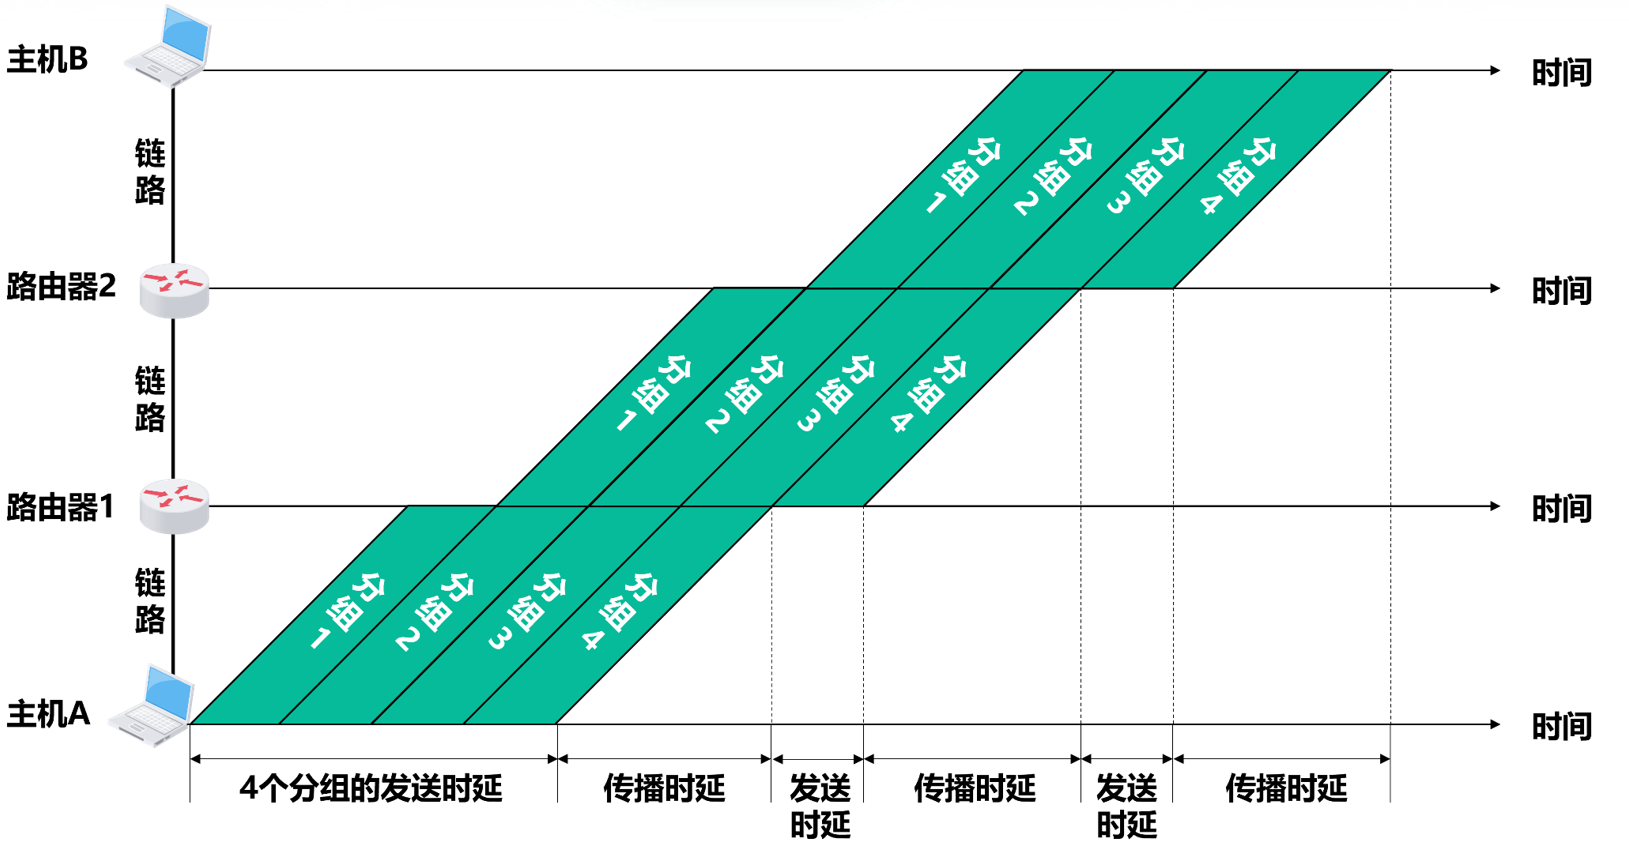 主机B
时间
链路
分组1
分组2
分组3
分组4
路由器2
时间
链路
分组1
分组2
分组3
分组4
路由器1
时间
链路
分组1
分组2
分组3
分组4
主机A
时间
4个分组的发送时延
传播时延
发送
时延
传播时延
发送
时延
传播时延